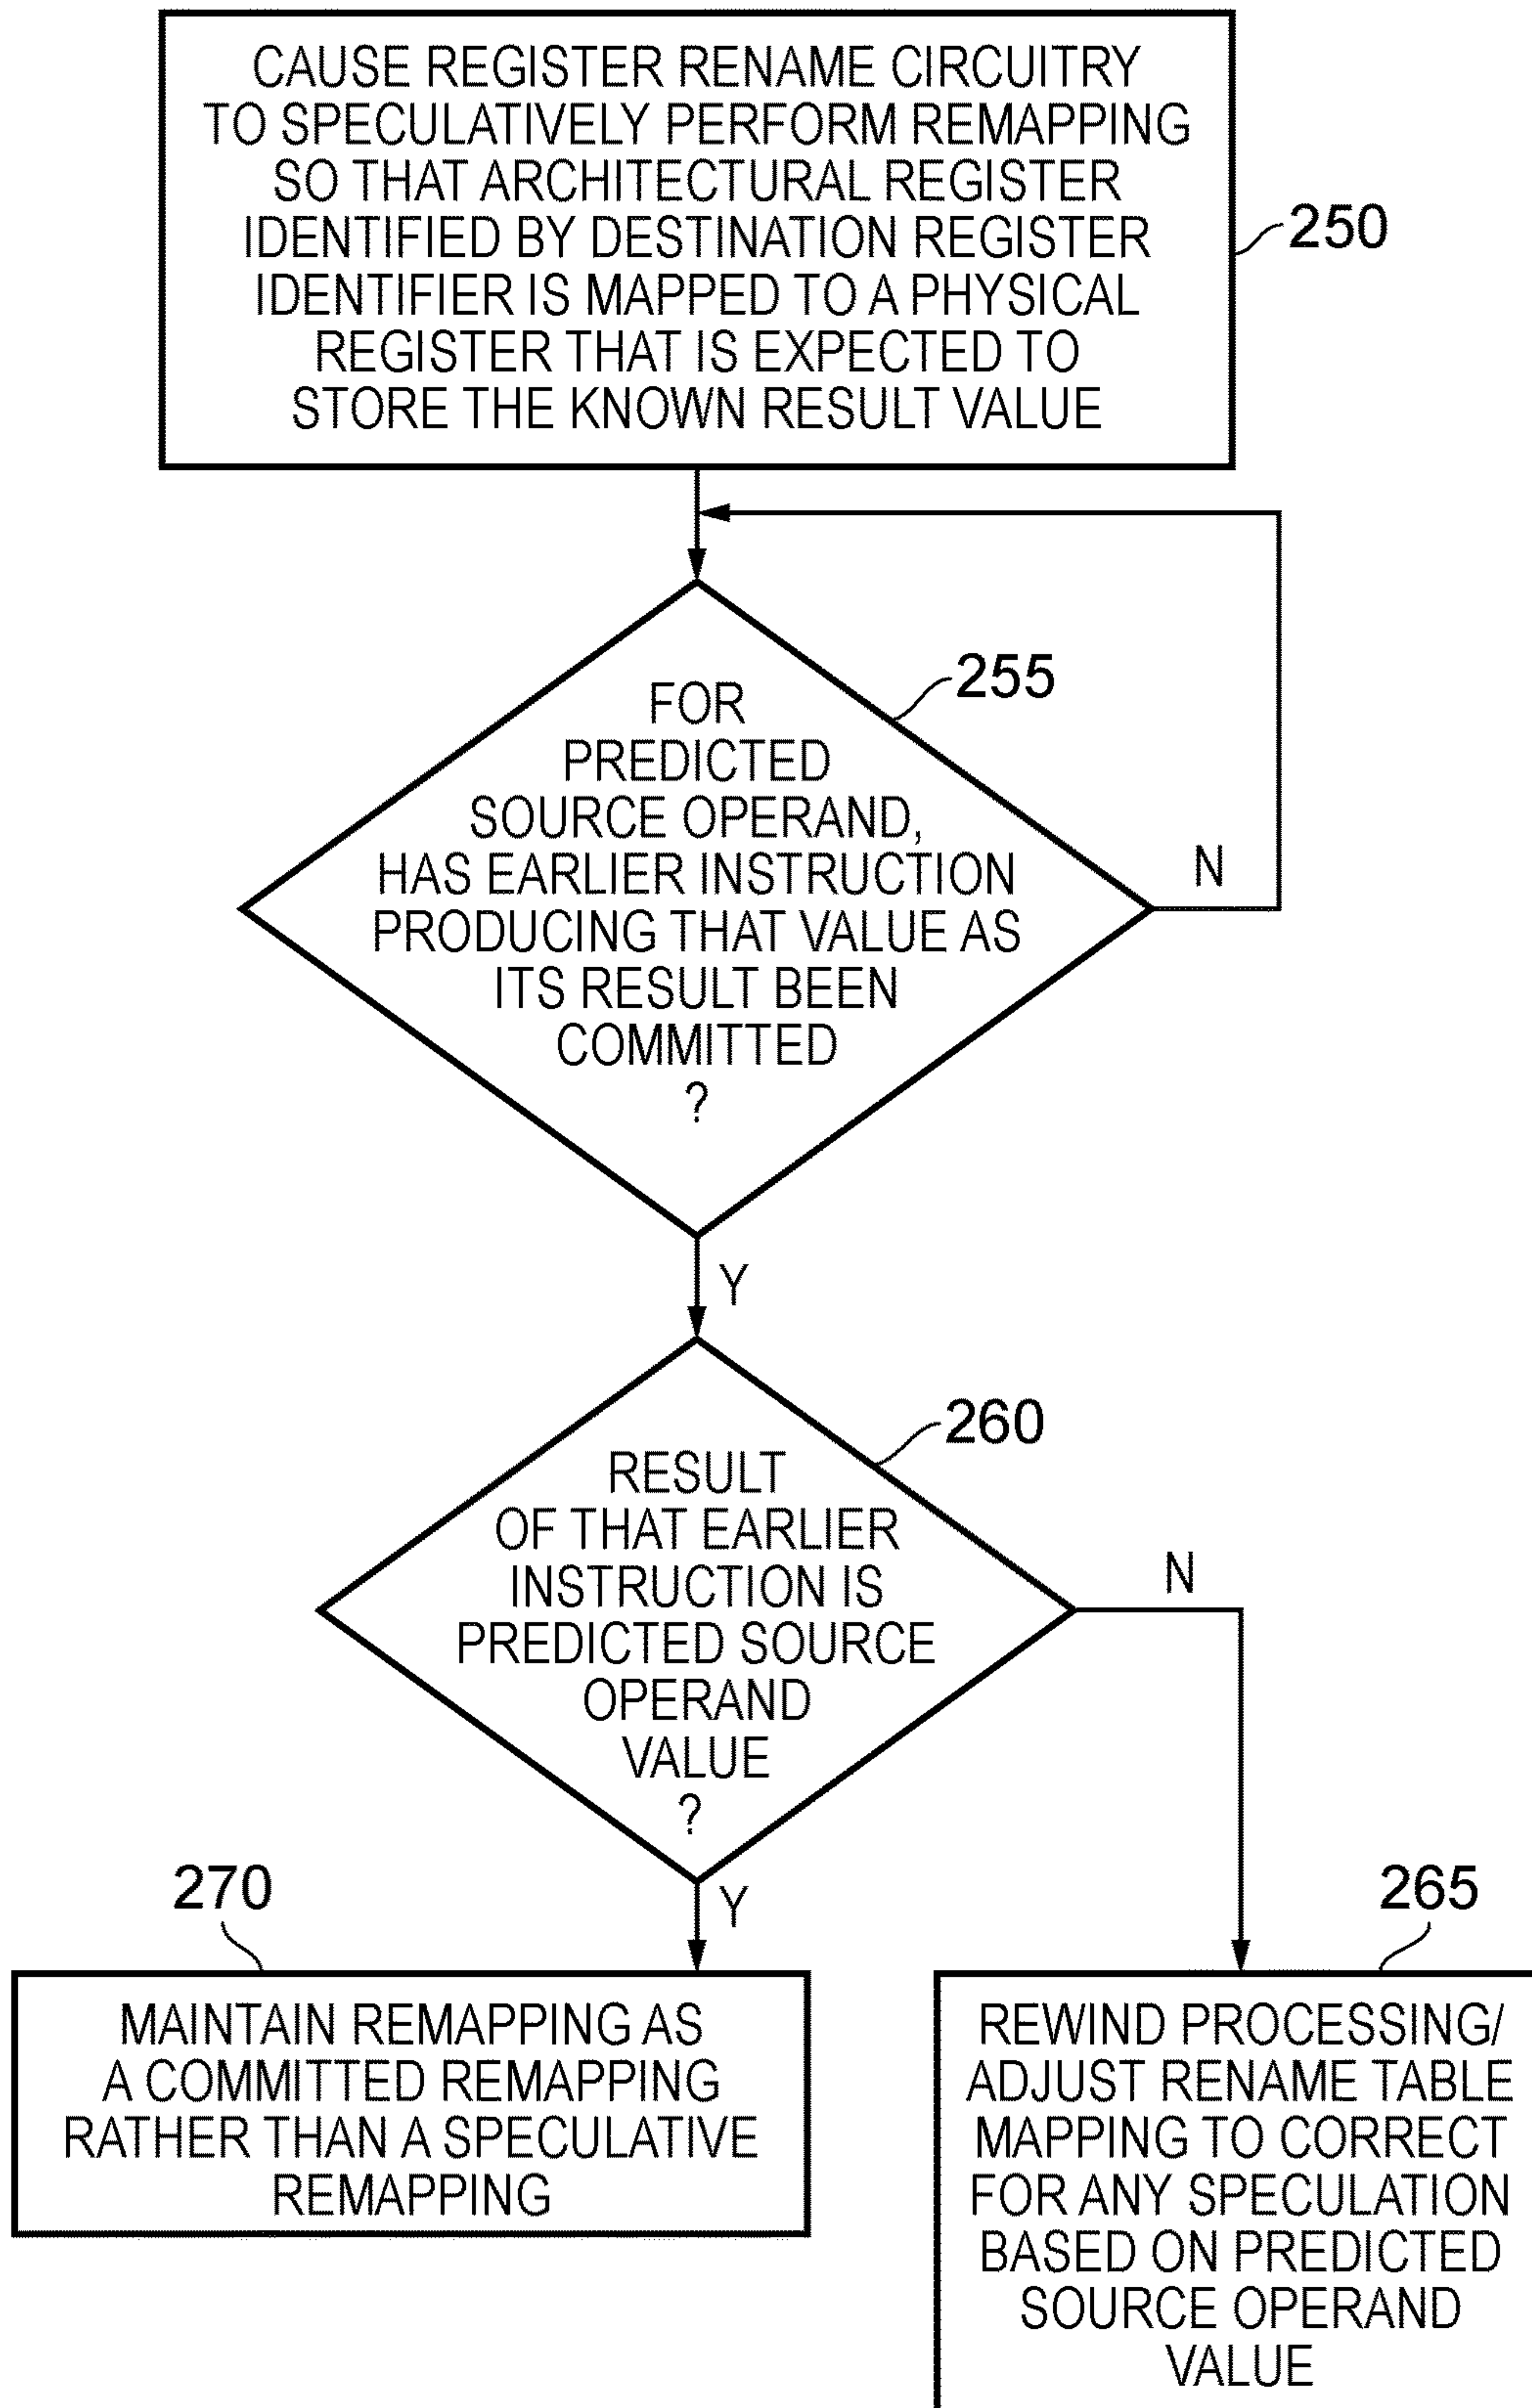 CAUSE REGISTER RENAME CIRCUITRY
TO SPECULATIVELY PERFORM REMAPPING
SO THAT ARCHITECTURAL REGISTER
IDENTIFIED BY DESTINATION REGISTER
IDENTIFIER IS MAPPED TO A PHYSICAL
REGISTER THAT IS EXPECTED TO
STORE THE KNOWN RESULT VALUE
250
255
FOR
PREDICTED
SOURCE OPERAND,
HAS EARLIER INSTRUCTION
PRODUCING THAT VALUE AS
ITS RESULT BEEN
COMMITTED
?
N
Y
260
RESULT
OF THAT EARLIER
INSTRUCTION IS
PREDICTED SOURCE
OPERAND
VALUE
?
N
Y
270
MAINTAIN REMAPPING AS
A COMMITTED REMAPPING
RATHER THAN A SPECULATIVE
REMAPPING
265
REWIND PROCESSING/
ADJUST RENAME TABLE
MAPPING TO CORRECT
FOR ANY SPECULATION
BASED ON PREDICTED
SOURCE OPERAND
VALUE